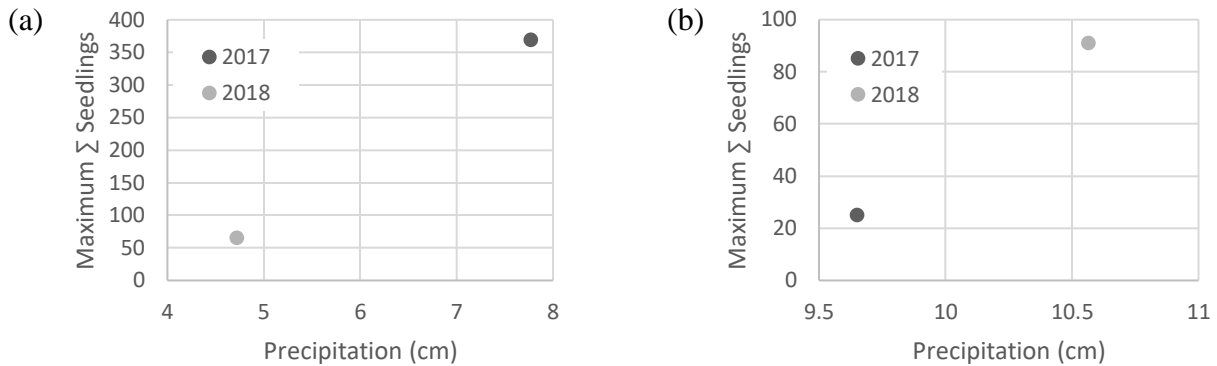 (a)
Maximum ∑ Seedlings
400
350
300
250
200
150
100
50
0
2017
2018
4 5 6 7 8
Precipitation (cm)
(b)
Maximum ∑ Seedlings
100
80
60
40
20
0
2017
2018
9.5 10 10.5 11
Precipitation (cm)